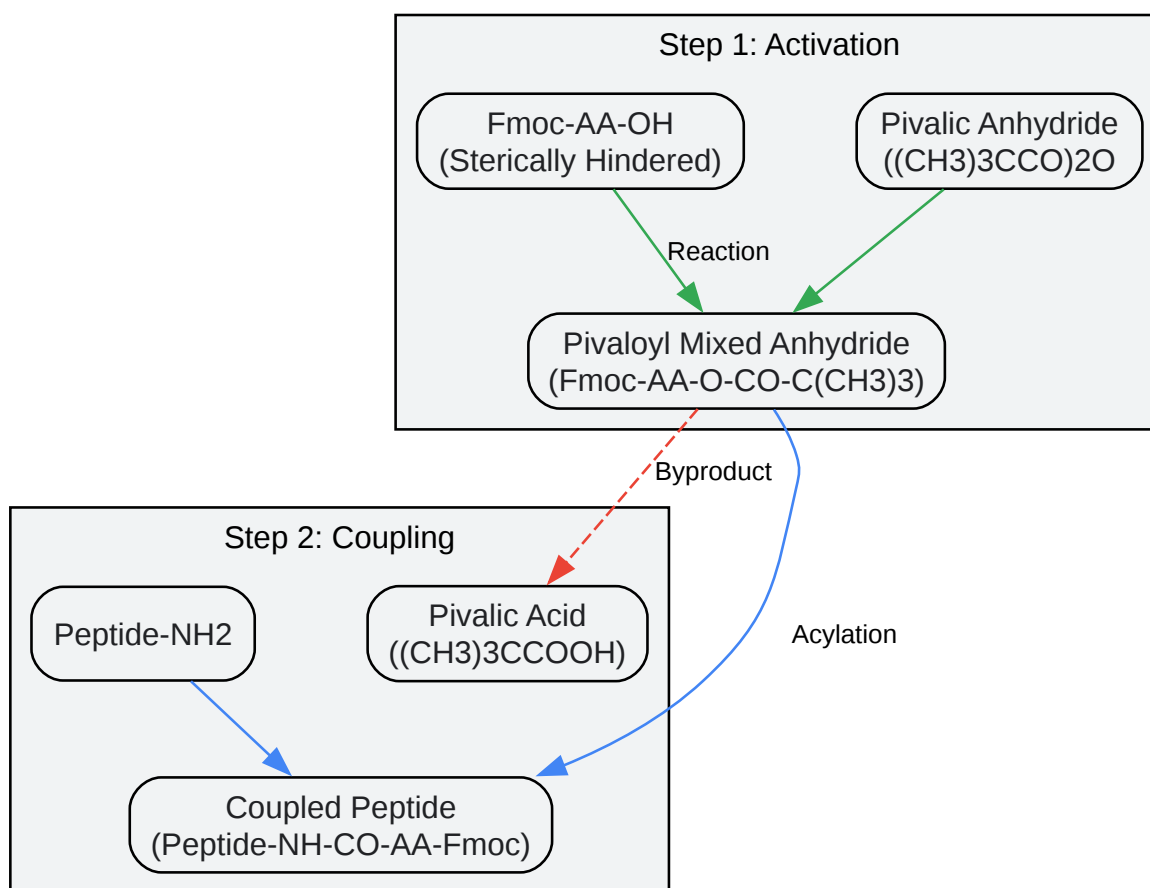 Step 1: Activation
Fmoc-AA-OH
(Sterically Hindered)
Pivalic Anhydride
((CH3)3CCO)2O
Reaction
Pivaloyl Mixed Anhydride
(Fmoc-AA-O-CO-C(CH3)3)
Byproduct
Step 2: Coupling
Peptide-NH2
Pivalic Acid
((CH3)3CCOOH)
Acylation
Coupled Peptide
(Peptide-NH-CO-AA-Fmoc)